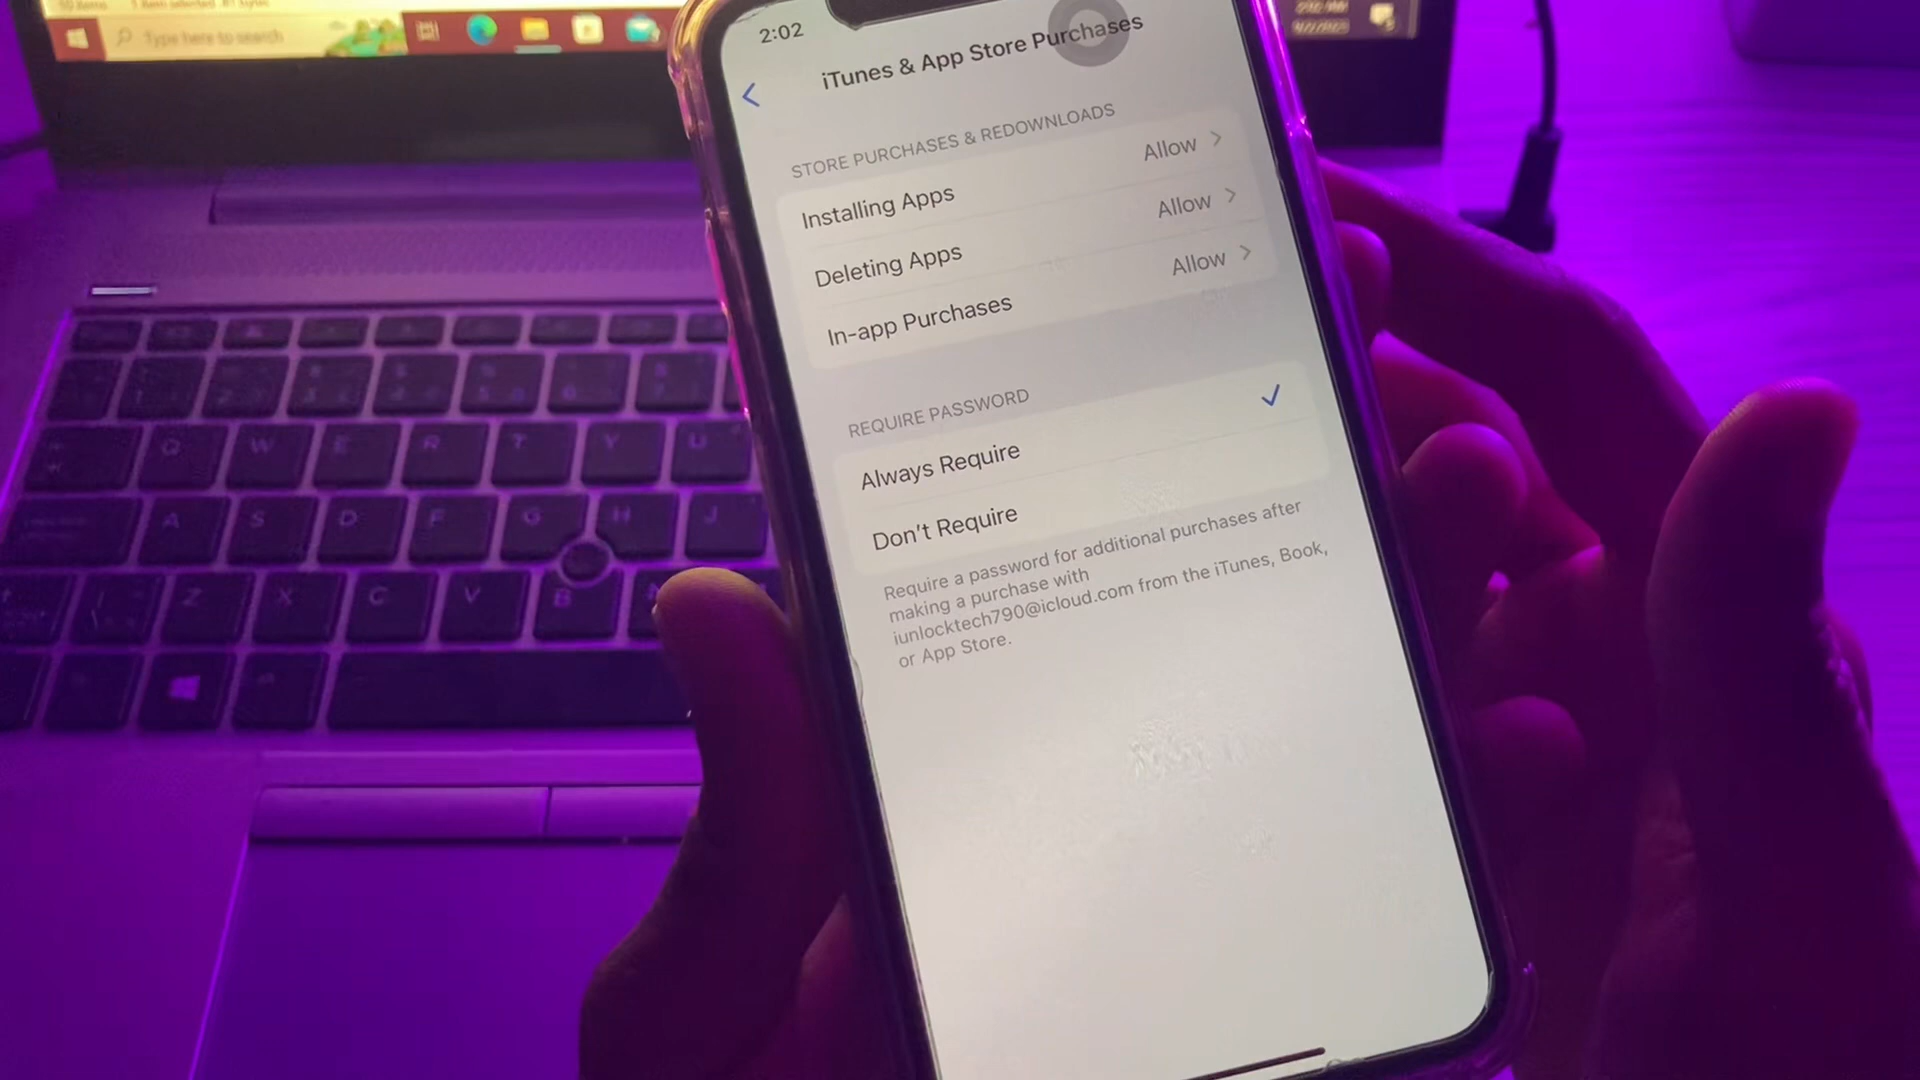 Type here to search
2:02
iTunes & App Store Purchases
STORE PURCHASES & REDOWNLOADS
Installing Apps Allow
Deleting Apps Allow
In-app Purchases Allow
REQUIRE PASSWORD
Always Require
Don't Require
Require a password for additional purchases after
making a purchase with
iunlocktech790@icloud.com from the iTunes, Book,
or App Store.
Q W E R T Y U
A S D F G H J
Z X C V B